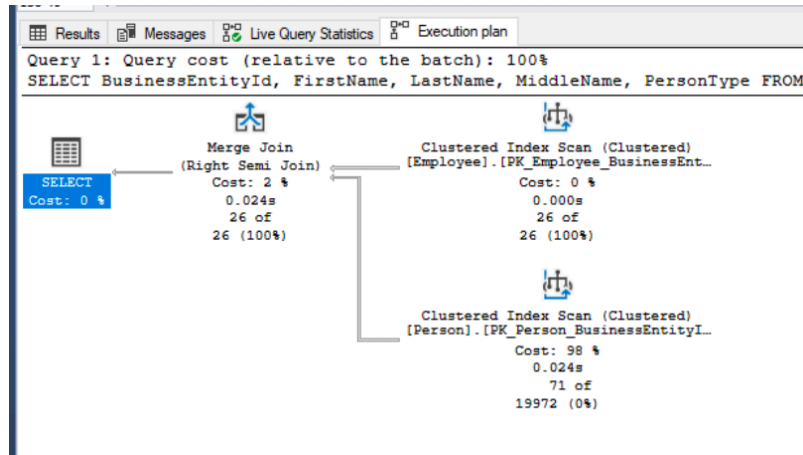 Results Messages Live Query Statistics Execution plan
Query 1: Query cost (relative to the batch): 100%
SELECT BusinessEntityId, FirstName, LastName, MiddleName, PersonType FROM
SELECT
Cost: 0 %
Merge Join
(Right Semi Join)
Cost: 2 %
0.024s
26 of
26 (100%)
Clustered Index Scan (Clustered)
[Employee].[PK_Employee_BusinessEnt…
Cost: 0 %
0.000s
26 of
26 (100%)
Clustered Index Scan (Clustered)
[Person].[PK_Person_BusinessEntityI…
Cost: 98 %
0.024s
71 of
19972 (0%)